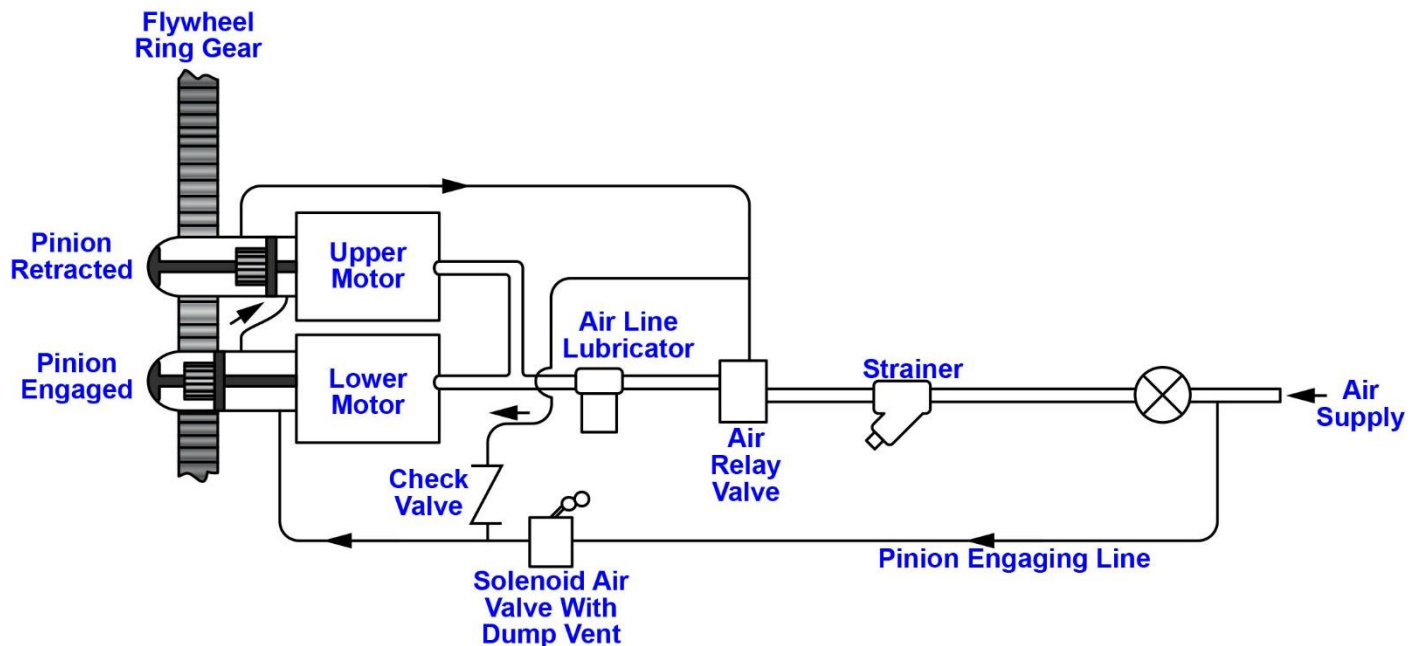 Flywheel
Ring Gear
Pinion
Retracted
Upper
Motor
Air Line
Lubricator
Pinion
Engaged
Lower
Motor
Strainer
Air
Supply
Air
Relay
Valve
Check
Valve
Pinion Engaging Line
Solenoid Air
Valve With
Dump Vent